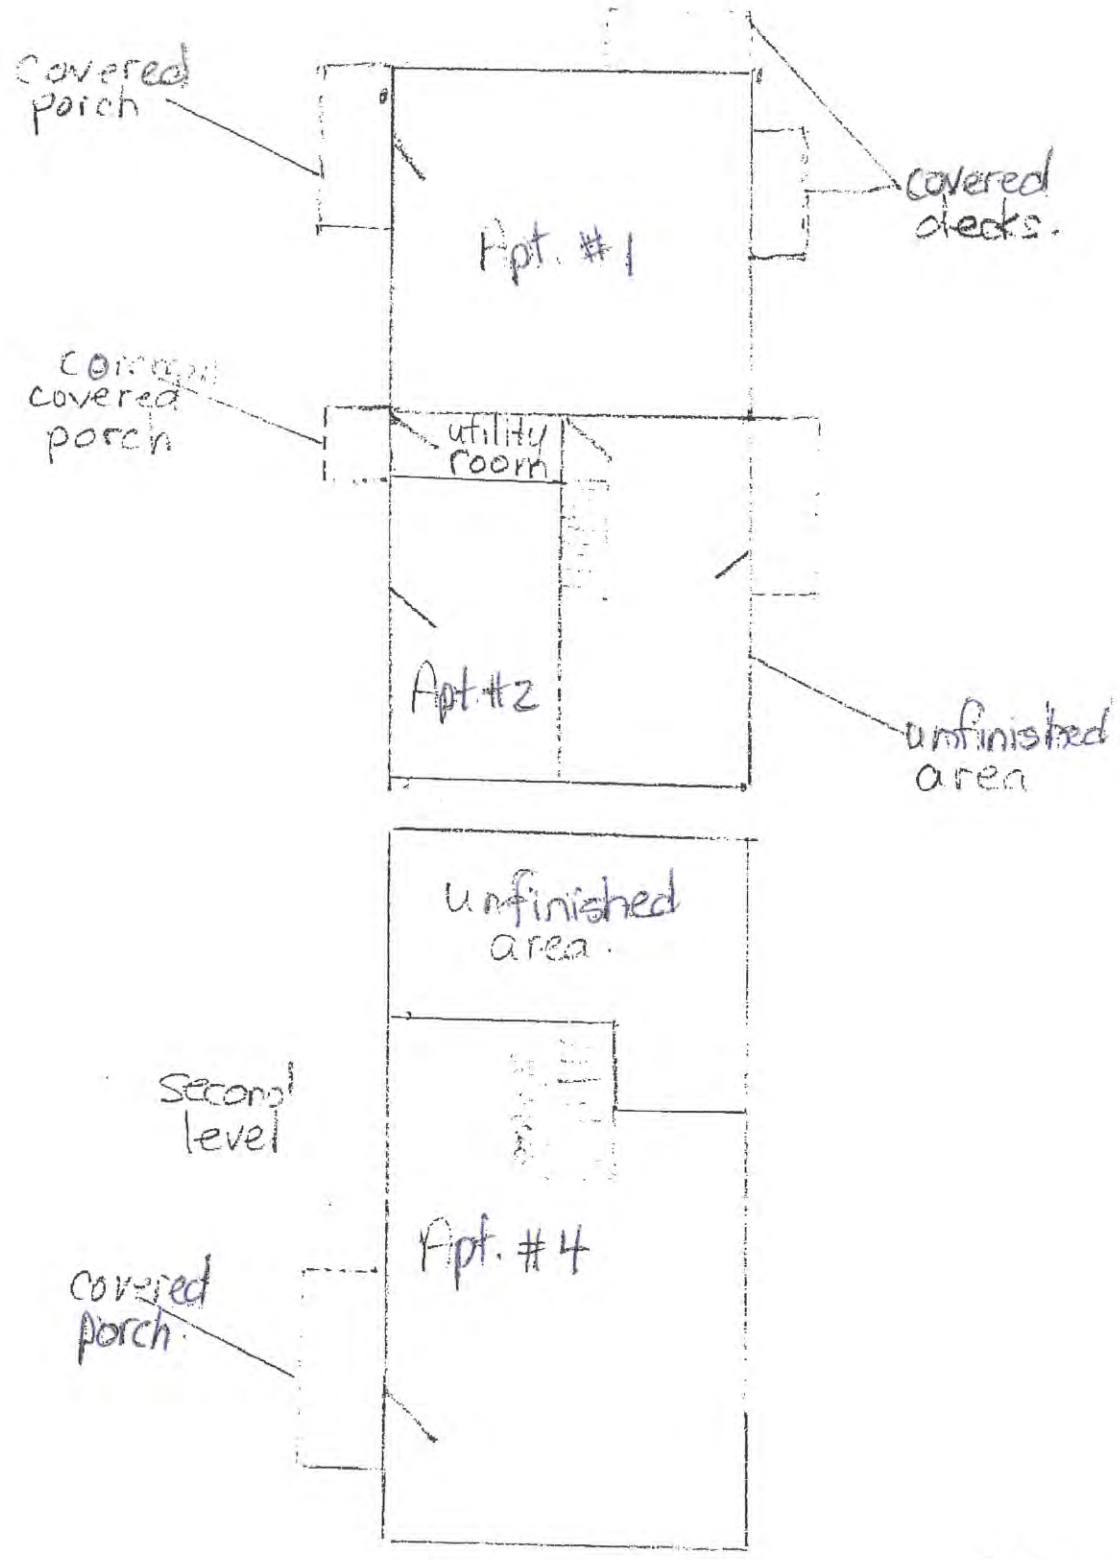 covered
porch
covered
decks.
Apt. #1
common
covered
porch
utility
room
Apt. #2
unfinished
area
unfinished
area.
second
level
Apt. #4
covered
porch.